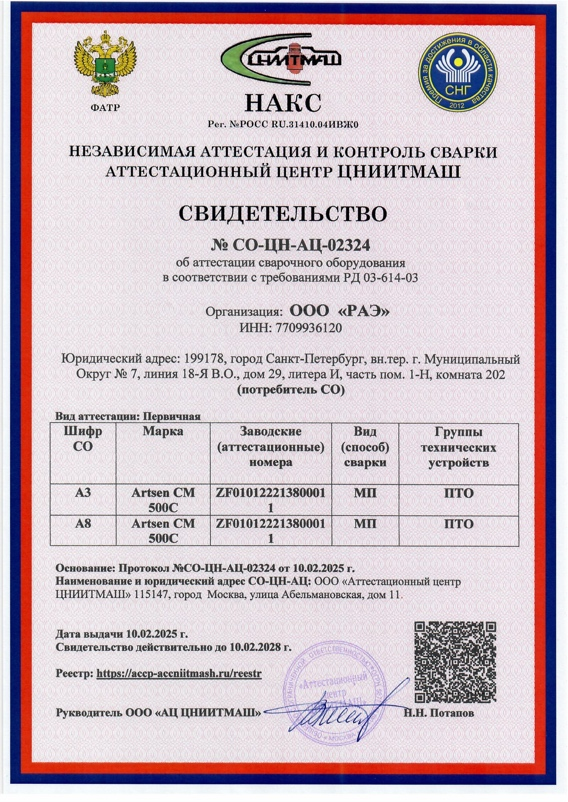 ФАТР
ЦНИИТМАШ
Премия за достижения в области качества
СНГ
2012
НАКС
Рег. №РОСС RU.31410.04ИВЖ0
НЕЗАВИСИМАЯ АТТЕСТАЦИЯ И КОНТРОЛЬ СВАРКИ
АТТЕСТАЦИОННЫЙ ЦЕНТР ЦНИИТМАШ
СВИДЕТЕЛЬСТВО
№ СО-ЦН-АЦ-02324
об аттестации сварочного оборудования
в соответствии с требованиями РД 03-614-03
Организация: ООО «РАЭ»
ИНН: 7709936120
Юридический адрес: 199178, город Санкт-Петербург, вн.тер. г. Муниципальный
Округ № 7, линия 18-Я В.О., дом 29, литера И, часть пом. 1-Н, комната 202
(потребитель СО)
Вид аттестации: Первичная
Шифр СО Марка Заводские (аттестационные) номера Вид (способ) сварки Группы технических устройств
А3 Artsen CM 500C ZF010122213800011 МП ПТО
А8 Artsen CM 500C ZF010122213800011 МП ПТО
Основание: Протокол №СО-ЦН-АЦ-02324 от 10.02.2025 г.
Наименование и юридический адрес СО-ЦН-АЦ: ООО «Аттестационный центр
ЦНИИТМАШ» 115147, город Москва, улица Абельмановская, дом 11.
Дата выдачи 10.02.2025 г.
Свидетельство действительно до 10.02.2028 г.
Реестр: https://accp-accniitmash.ru/reestr
«Аттестационный
центр
ЦНИИТМАШ»
Руководитель ООО «АЦ ЦНИИТМАШ»
Н.Н. Потапов